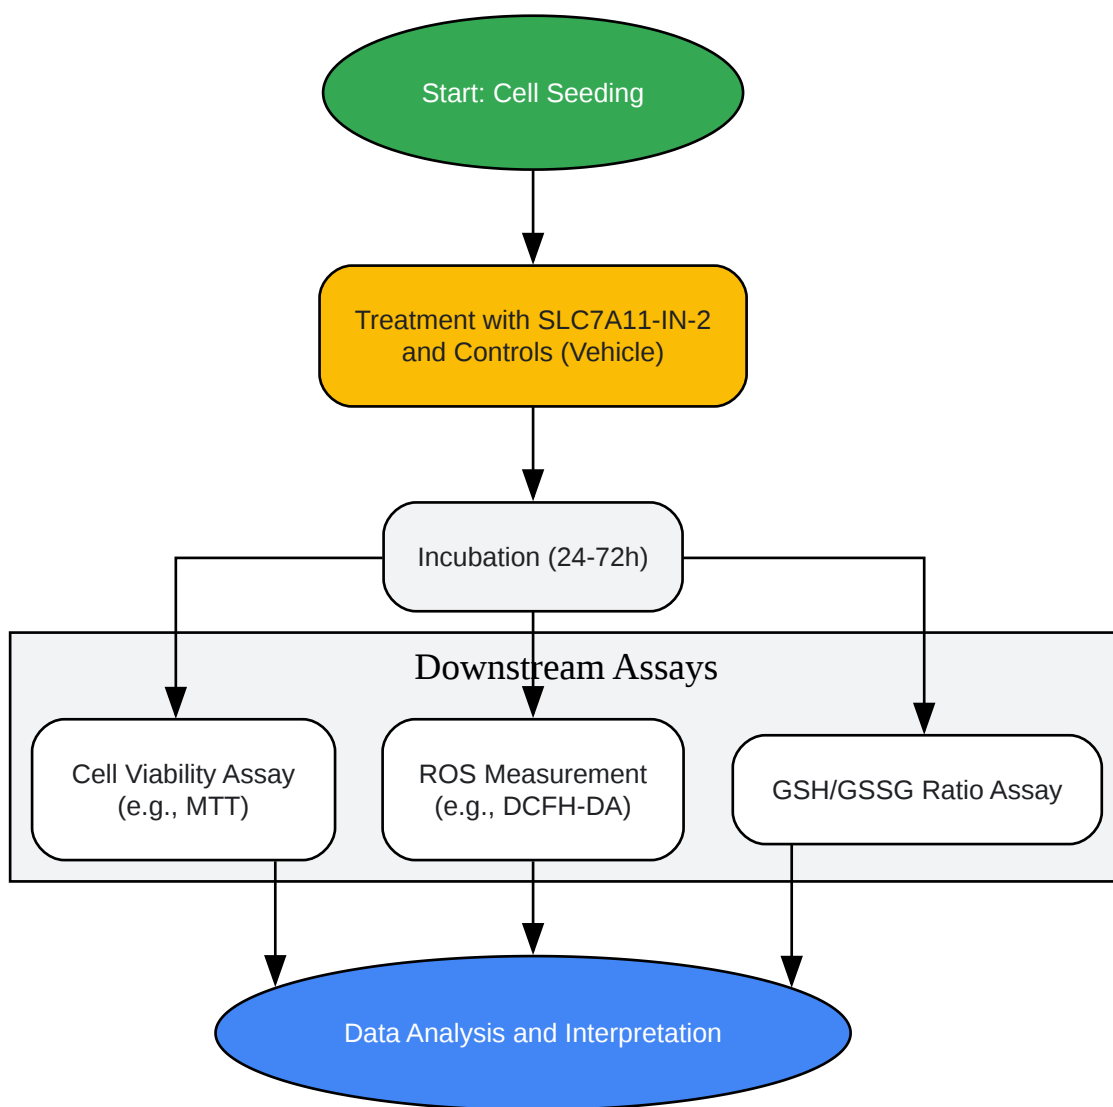 Start: Cell Seeding
Treatment with SLC7A11-IN-2
and Controls (Vehicle)
Incubation (24-72h)
Downstream Assays
Cell Viability Assay
(e.g., MTT)
ROS Measurement
(e.g., DCFH-DA)
GSH/GSSG Ratio Assay
Data Analysis and Interpretation